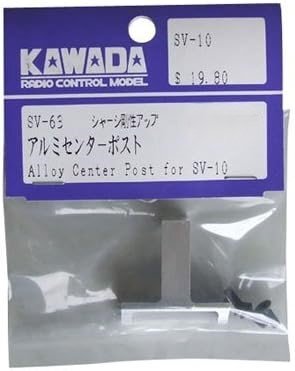 KAWADA
RADIO CONTROL MODEL
SV-10
$ 19.80
SV-63 シャーシ剛性アップ
アルミセンターポスト
Alloy Center Post for SV-10